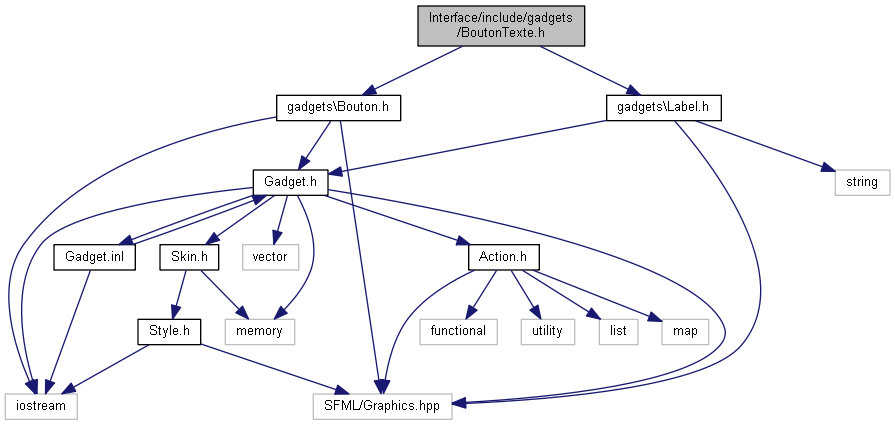 Interface/include/gadgets
/BoutonTexte.h
gadgets\Bouton.h
gadgets\Label.h
Gadget.h
string
Gadget.inl
Skin.h
vector
Action.h
Style.h
memory
functional
utility
list
map
iostream
SFML/Graphics.hpp